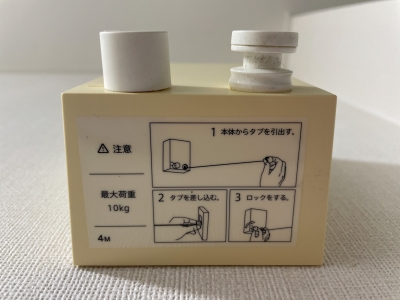 ⚠ 注意
最大荷重
10kg
4M
1 本体からタブを引出す。
2 タブを差し込む。
3 ロックをする。